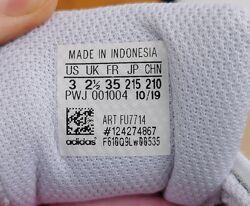 MADE IN INDONESIA
US UK FR JP CHN
3 2½ 35 215 210
PWJ 001004 10/19
ART FU7714
#124274867
adidas F616Q9LW08535